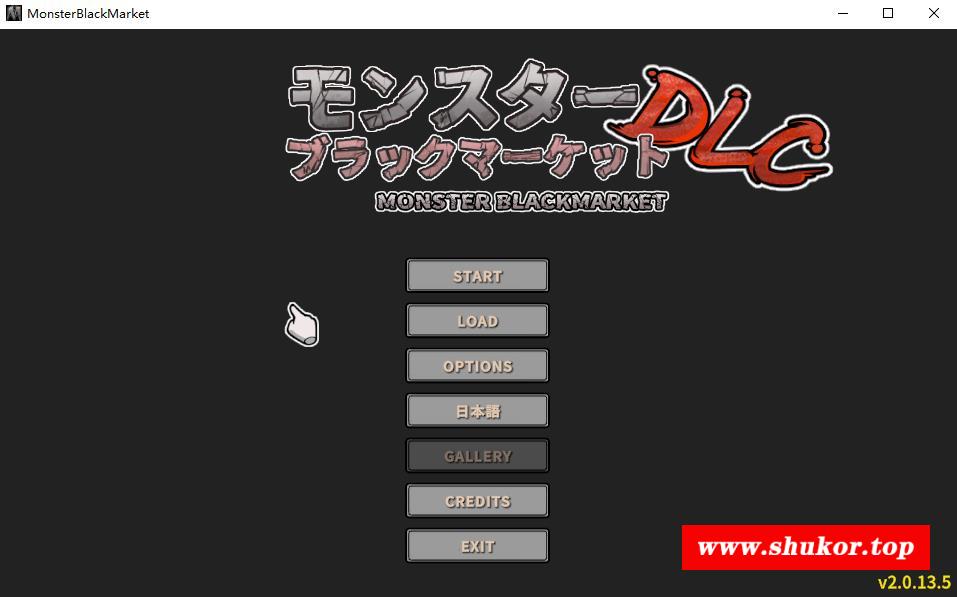 MonsterBlackMarket
モンスター
DLC
ブラックマーケット
MONSTER BLACKMARKET
START
LOAD
OPTIONS
日本語
GALLERY
CREDITS
EXIT
www.shukor.top
v2.0.13.5